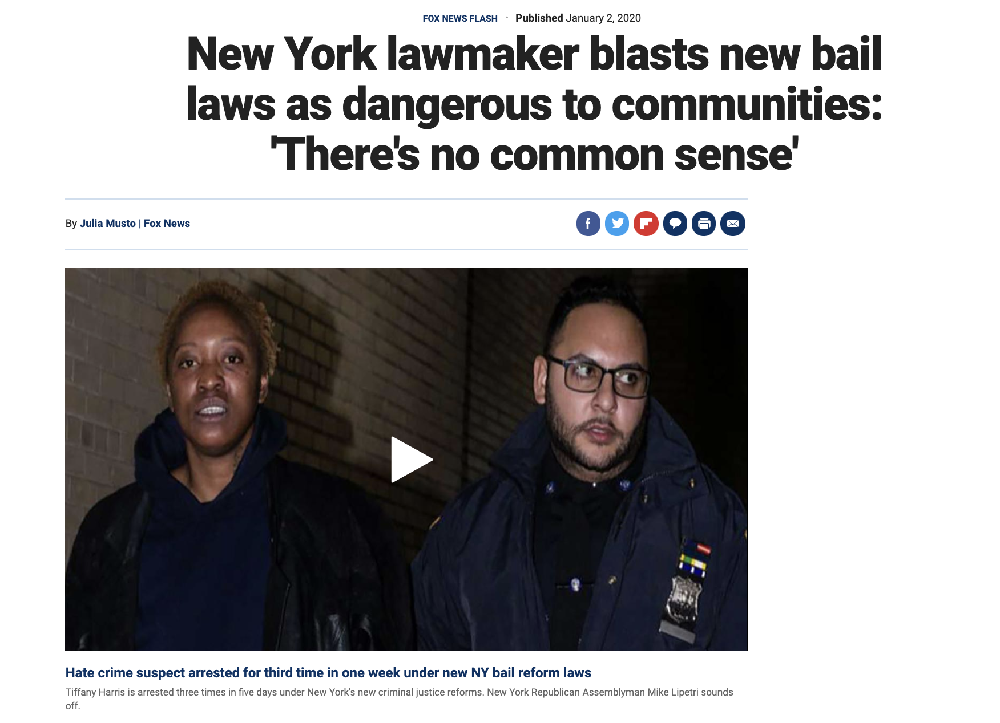 FOX NEWS FLASH · Published January 2, 2020
New York lawmaker blasts new bail
laws as dangerous to communities:
'There's no common sense'
By Julia Musto | Fox News
Hate crime suspect arrested for third time in one week under new NY bail reform laws
Tiffany Harris is arrested three times in five days under New York's new criminal justice reforms. New York Republican Assemblyman Mike Lipetri sounds
off.